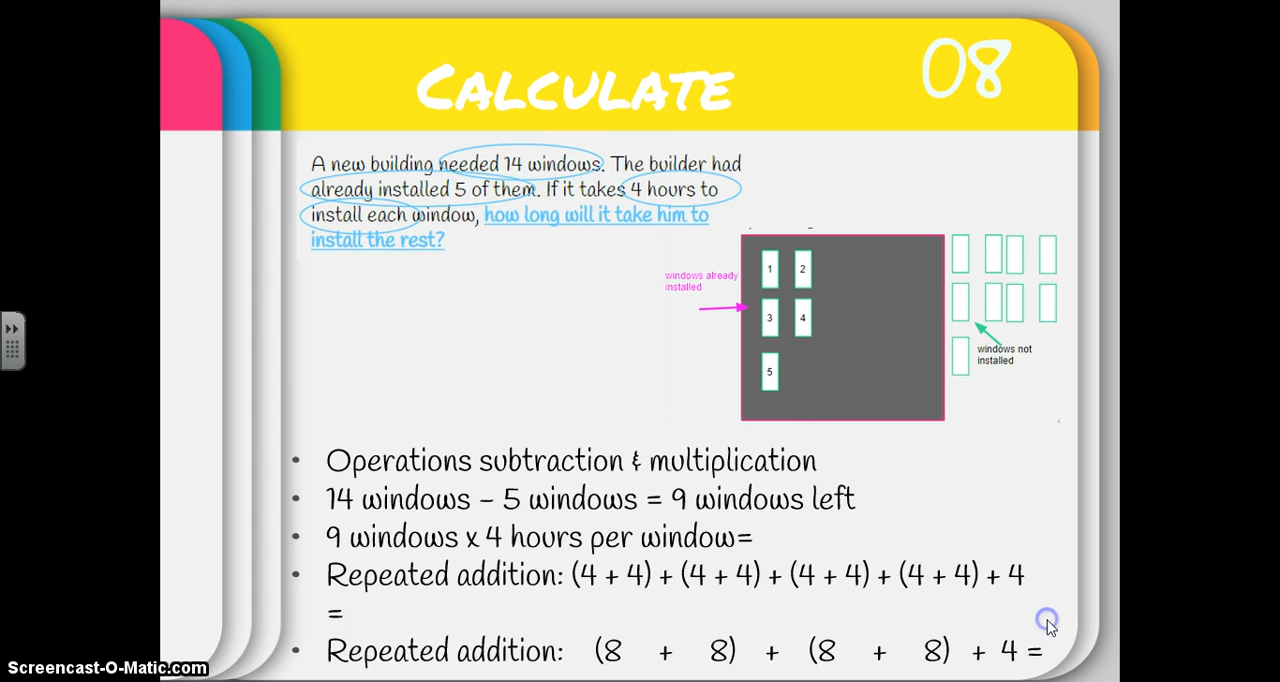 CALCULATE
08
A new building needed 14 windows. The builder had
already installed 5 of them. If it takes 4 hours to
install each window, how long will it take him to
install the rest?
windows already
installed
1 2
3 4
5
windows not
installed
• Operations subtraction & multiplication
• 14 windows – 5 windows = 9 windows left
• 9 windows x 4 hours per window=
• Repeated addition: (4 + 4) + (4 + 4) + (4 + 4) + (4 + 4) + 4
=
• Repeated addition: (8 + 8) + (8 + 8) + 4 =
Screencast-O-Matic.com